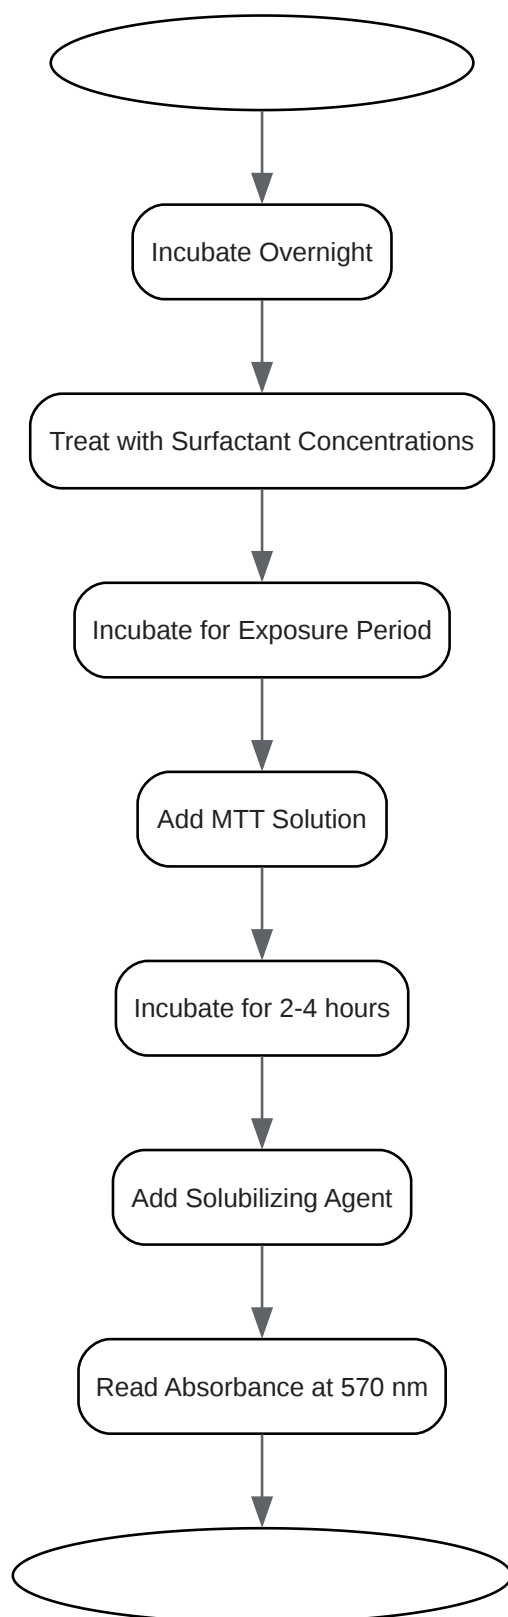 Incubate Overnight
Treat with Surfactant Concentrations
Incubate for Exposure Period
Add MTT Solution
Incubate for 2-4 hours
Add Solubilizing Agent
Read Absorbance at 570 nm